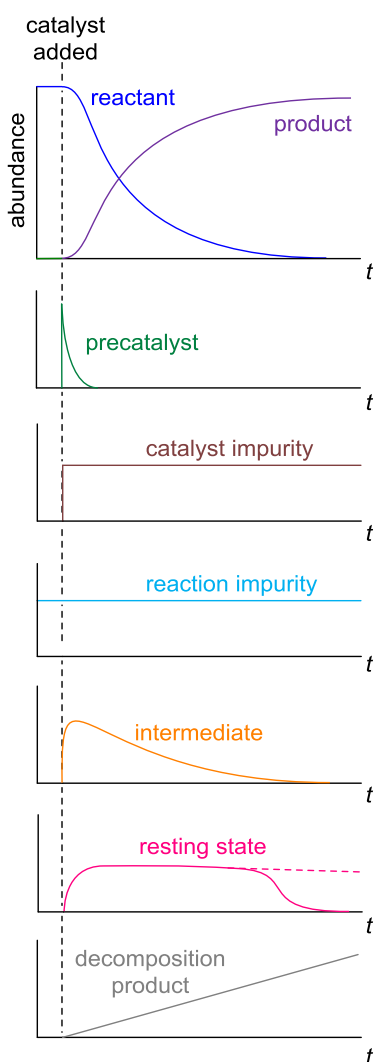 catalyst
added
reactant
product
abundance
t
precatalyst
t
catalyst impurity
t
reaction impurity
t
intermediate
t
resting state
t
decomposition
product
t